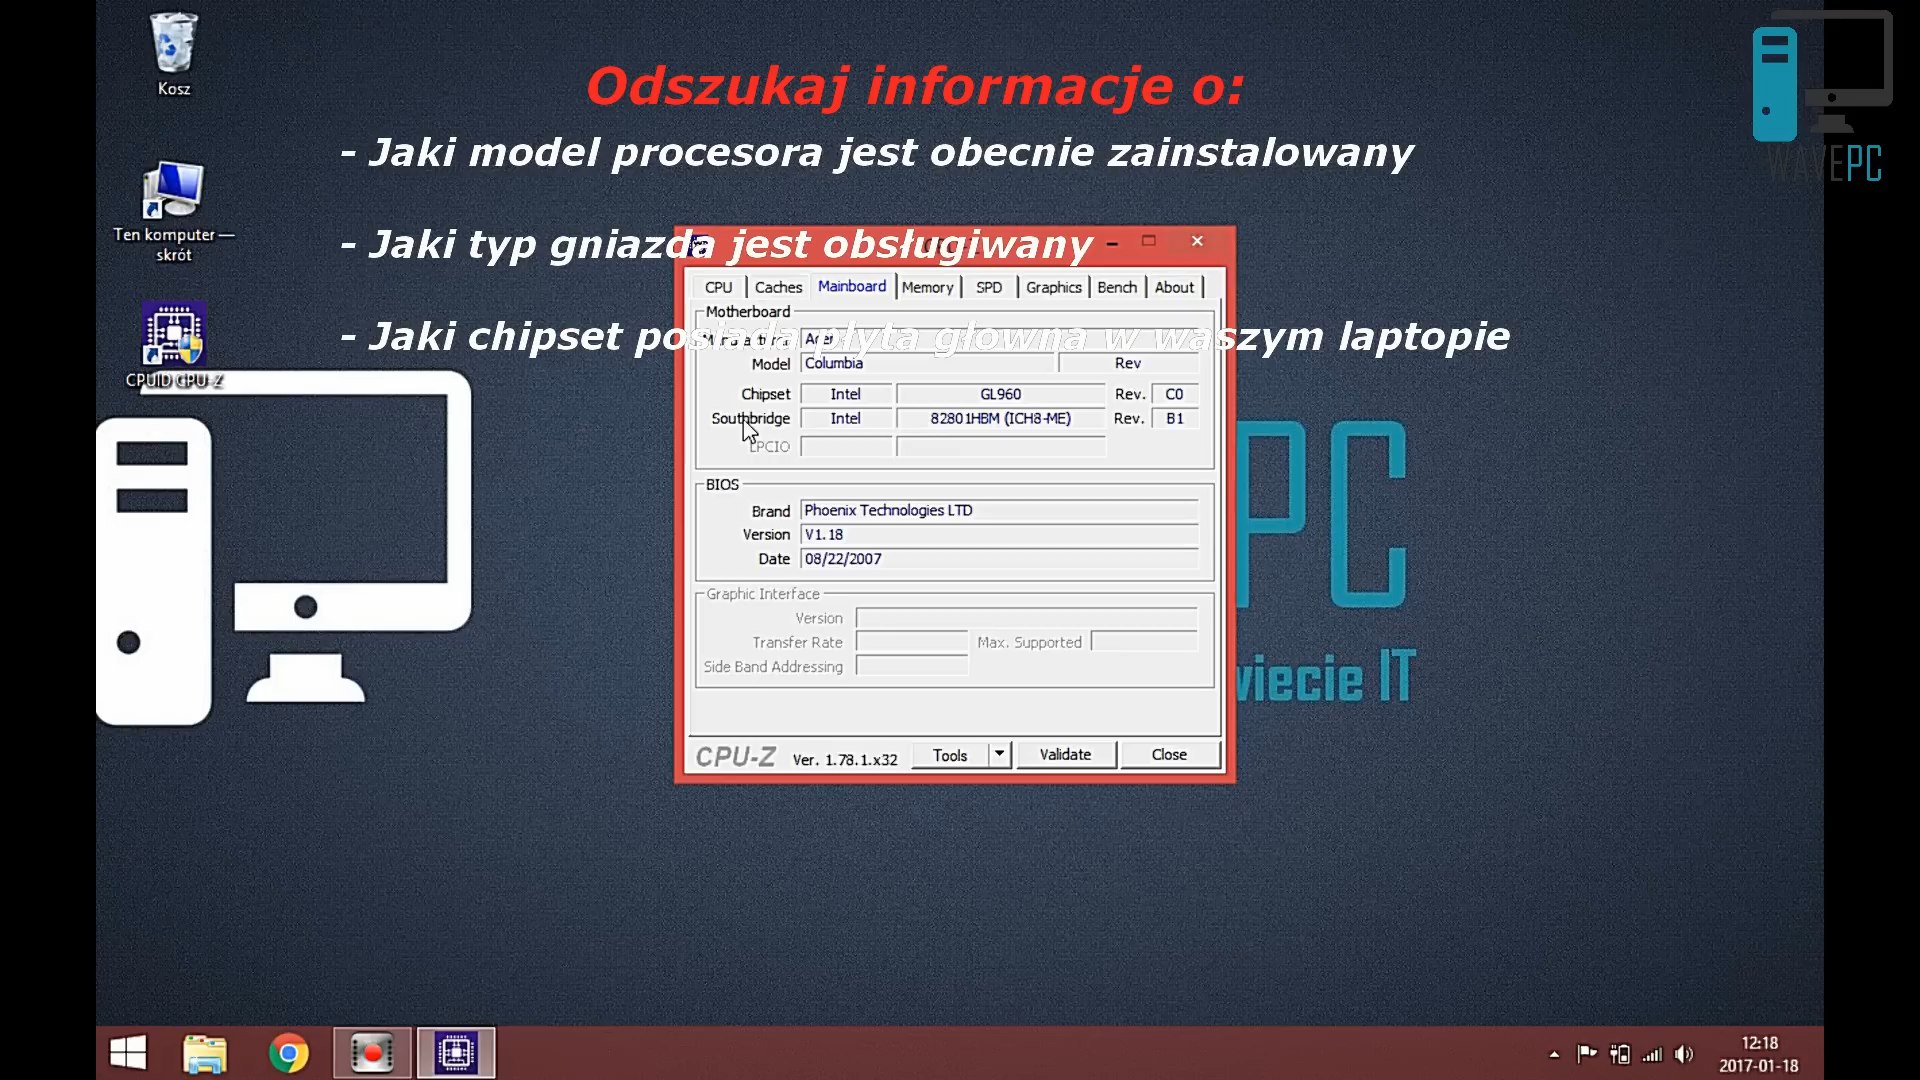 Kosz
Odszukaj informacje o:
- Jaki model procesora jest obecnie zainstalowany
WAVEPC
Ten komputer —
skrót
- Jaki typ gniazda jest obsługiwany
CPU Caches Mainboard Memory SPD Graphics Bench About
Motherboard
- Jaki chipset posiada płyta głowna w waszym laptopie
Manufacturer Acer
Model Columbia Rev
CPUID CPU-Z
Chipset Intel GL960 Rev. C0
Southbridge Intel 82801HBM (ICH8-ME) Rev. B1
LPCIO
PC
BIOS
Brand Phoenix Technologies LTD
Version V1.18
Date 08/22/2007
Graphic Interface
Version
Transfer Rate Max. Supported
Side Band Addressing
wiecie IT
CPU-Z Ver. 1.78.1.x32 Tools Validate Close
12:18
2017-01-18